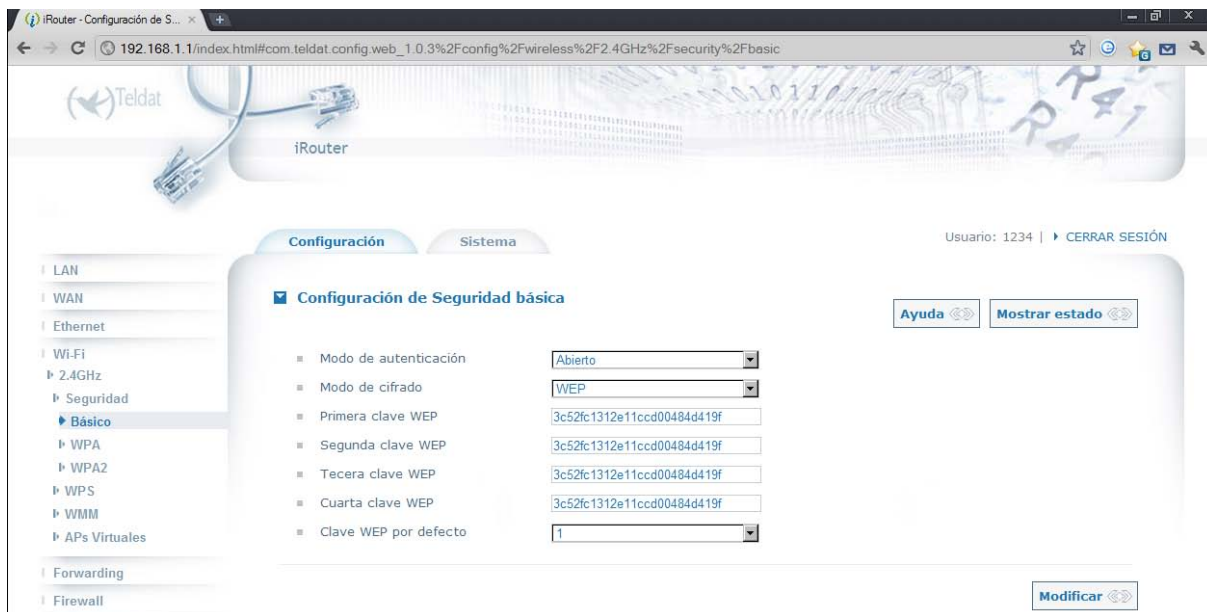 iRouter - Configuración de S...
192.168.1.1/index.html#com.teldat.config.web_1.0.3%2Fconfig%2Fwireless%2F2.4GHz%2Fsecurity%2Fbasic
Teldat
iRouter
Configuración
Sistema
Usuario: 1234 | CERRAR SESIÓN
LAN
WAN
Ethernet
Wi-Fi
2.4GHz
Seguridad
Básico
WPA
WPA2
WPS
WMM
APs Virtuales
Forwarding
Firewall
Configuración de Seguridad básica
Ayuda
Mostrar estado
Modo de autenticación Abierto
Modo de cifrado WEP
Primera clave WEP 3c52fc1312e11ccd00484d419f
Segunda clave WEP 3c52fc1312e11ccd00484d419f
Tecera clave WEP 3c52fc1312e11ccd00484d419f
Cuarta clave WEP 3c52fc1312e11ccd00484d419f
Clave WEP por defecto 1
Modificar